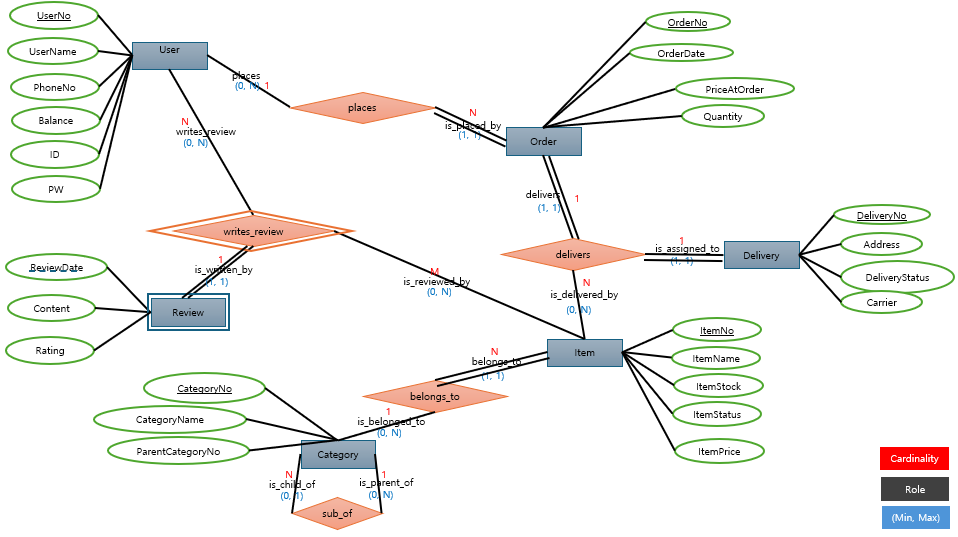 UserNo
UserName
PhoneNo
Balance
ID
PW
User
places
(0, N)
1
places
N
is_placed_by
(1, 1)
OrderNo
OrderDate
PriceAtOrder
Quantity
Order
N
writes_review
(0, N)
writes_review
1
is_written_by
(1, 1)
ReviewDate
Content
Rating
Review
M
is_reviewed_by
(0, N)
delivers
1
(1, 1)
delivers
1
is_assigned_to
(1, 1)
DeliveryNo
Address
DeliveryStatus
Carrier
Delivery
N
is_delivered_by
(0, N)
Item
ItemNo
ItemName
ItemStock
ItemStatus
ItemPrice
N
belongs_to
(1, 1)
belongs_to
1
is_belonged_to
(0, N)
CategoryNo
CategoryName
ParentCategoryNo
Category
N
is_child_of
(0, 1)
1
is_parent_of
(0, N)
sub_of
Cardinality
Role
(Min, Max)